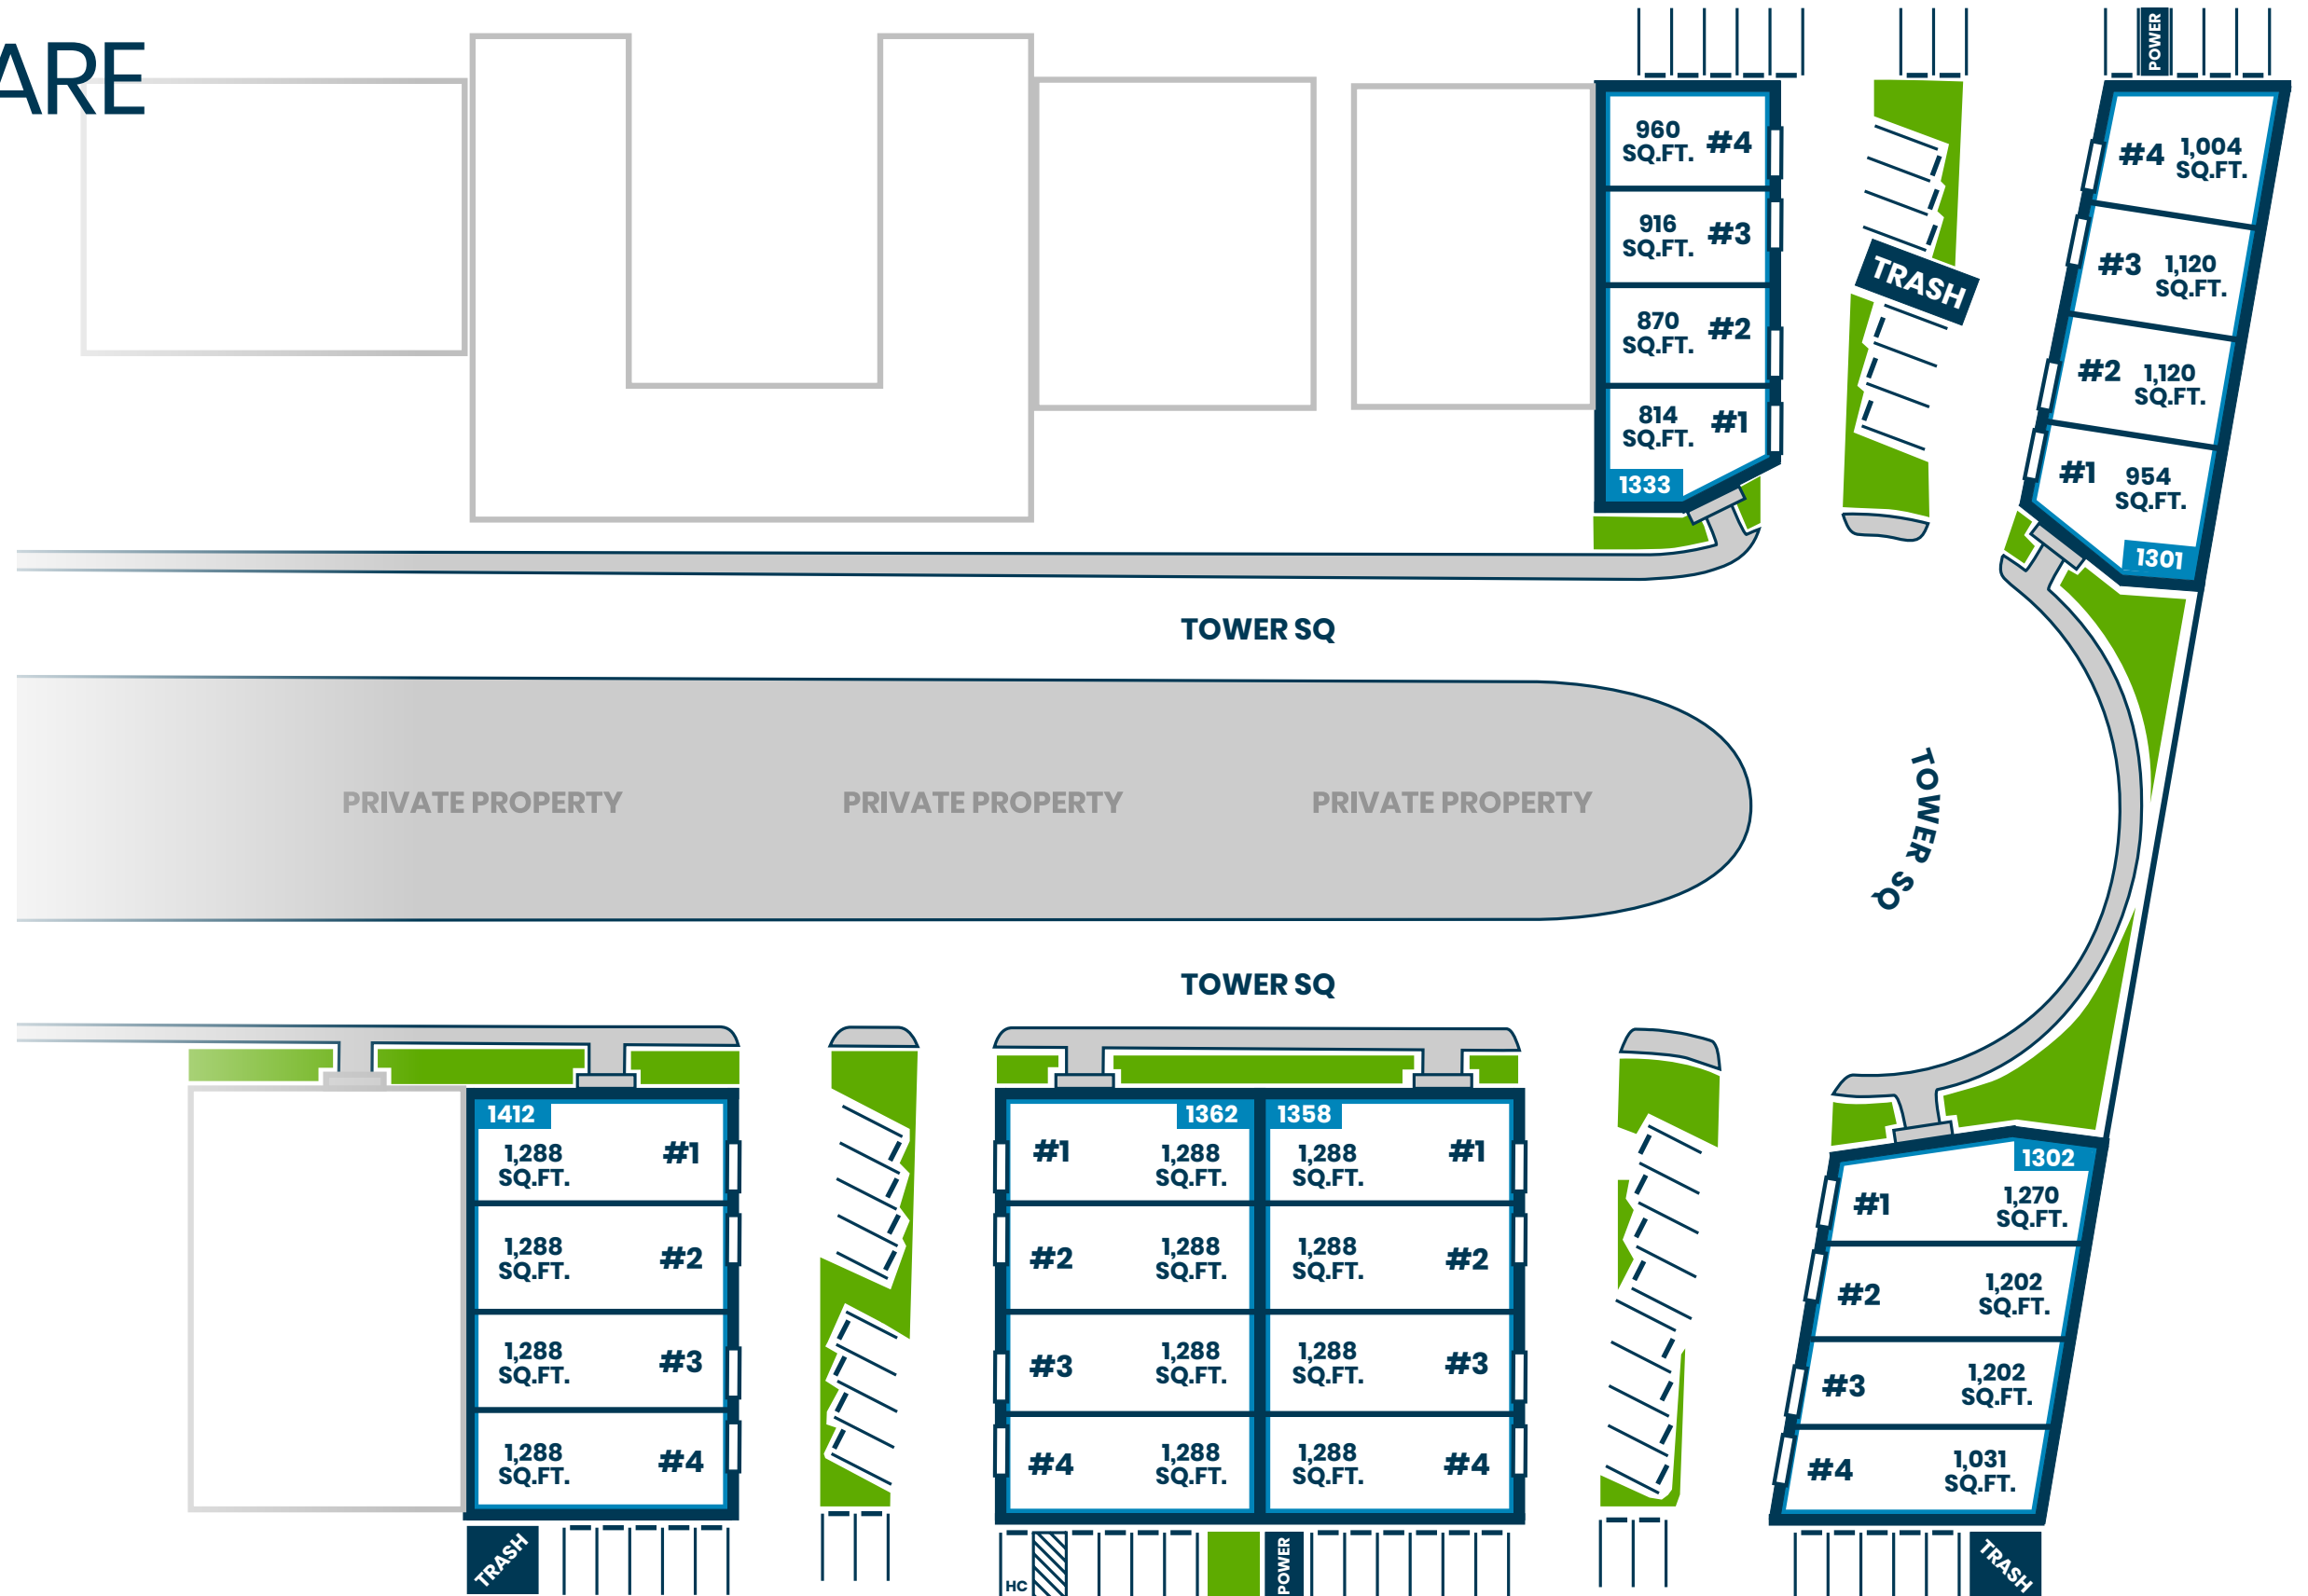 ARE
POWER
960
SQ.FT.
#4
916
SQ.FT.
#3
870
SQ.FT.
#2
814
SQ.FT.
#1
1333
TRASH
#4
1,004
SQ.FT.
#3
1,120
SQ.FT.
#2
1,120
SQ.FT.
#1
954
SQ.FT.
1301
TOWER SQ
PRIVATE PROPERTY
PRIVATE PROPERTY
PRIVATE PROPERTY
TOWER SQ
TOWER SQ
1412
1,288
SQ.FT.
#1
1,288
SQ.FT.
#2
1,288
SQ.FT.
#3
1,288
SQ.FT.
#4
TRASH
1362
#1
1,288
SQ.FT.
#2
1,288
SQ.FT.
#3
1,288
SQ.FT.
#4
1,288
SQ.FT.
1358
1,288
SQ.FT.
#1
1,288
SQ.FT.
#2
1,288
SQ.FT.
#3
1,288
SQ.FT.
#4
HC
POWER
1302
#1
1,270
SQ.FT.
#2
1,202
SQ.FT.
#3
1,202
SQ.FT.
#4
1,031
SQ.FT.
TRASH